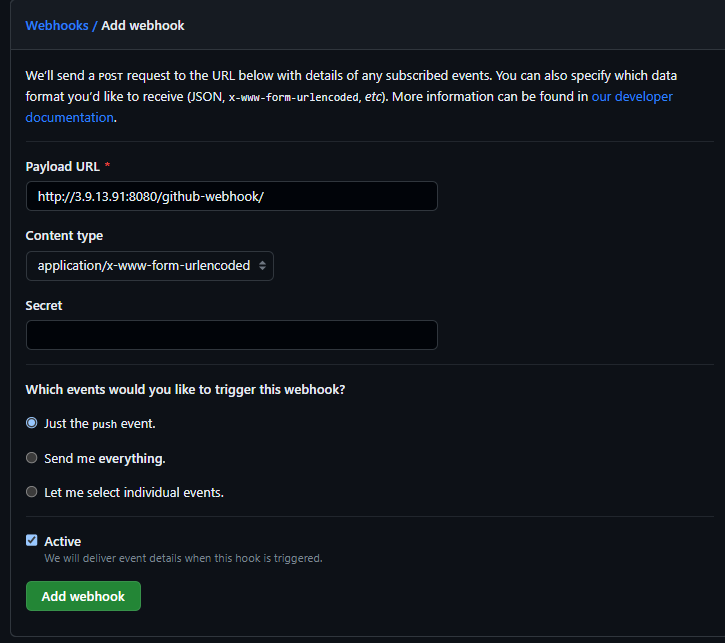 Webhooks / Add webhook
We’ll send a POST request to the URL below with details of any subscribed events. You can also specify which data
format you’d like to receive (JSON, x-www-form-urlencoded, etc). More information can be found in our developer
documentation.
Payload URL *
http://3.9.13.91:8080/github-webhook/
Content type
application/x-www-form-urlencoded
Secret
Which events would you like to trigger this webhook?
Just the push event.
Send me everything.
Let me select individual events.
Active
We will deliver event details when this hook is triggered.
Add webhook